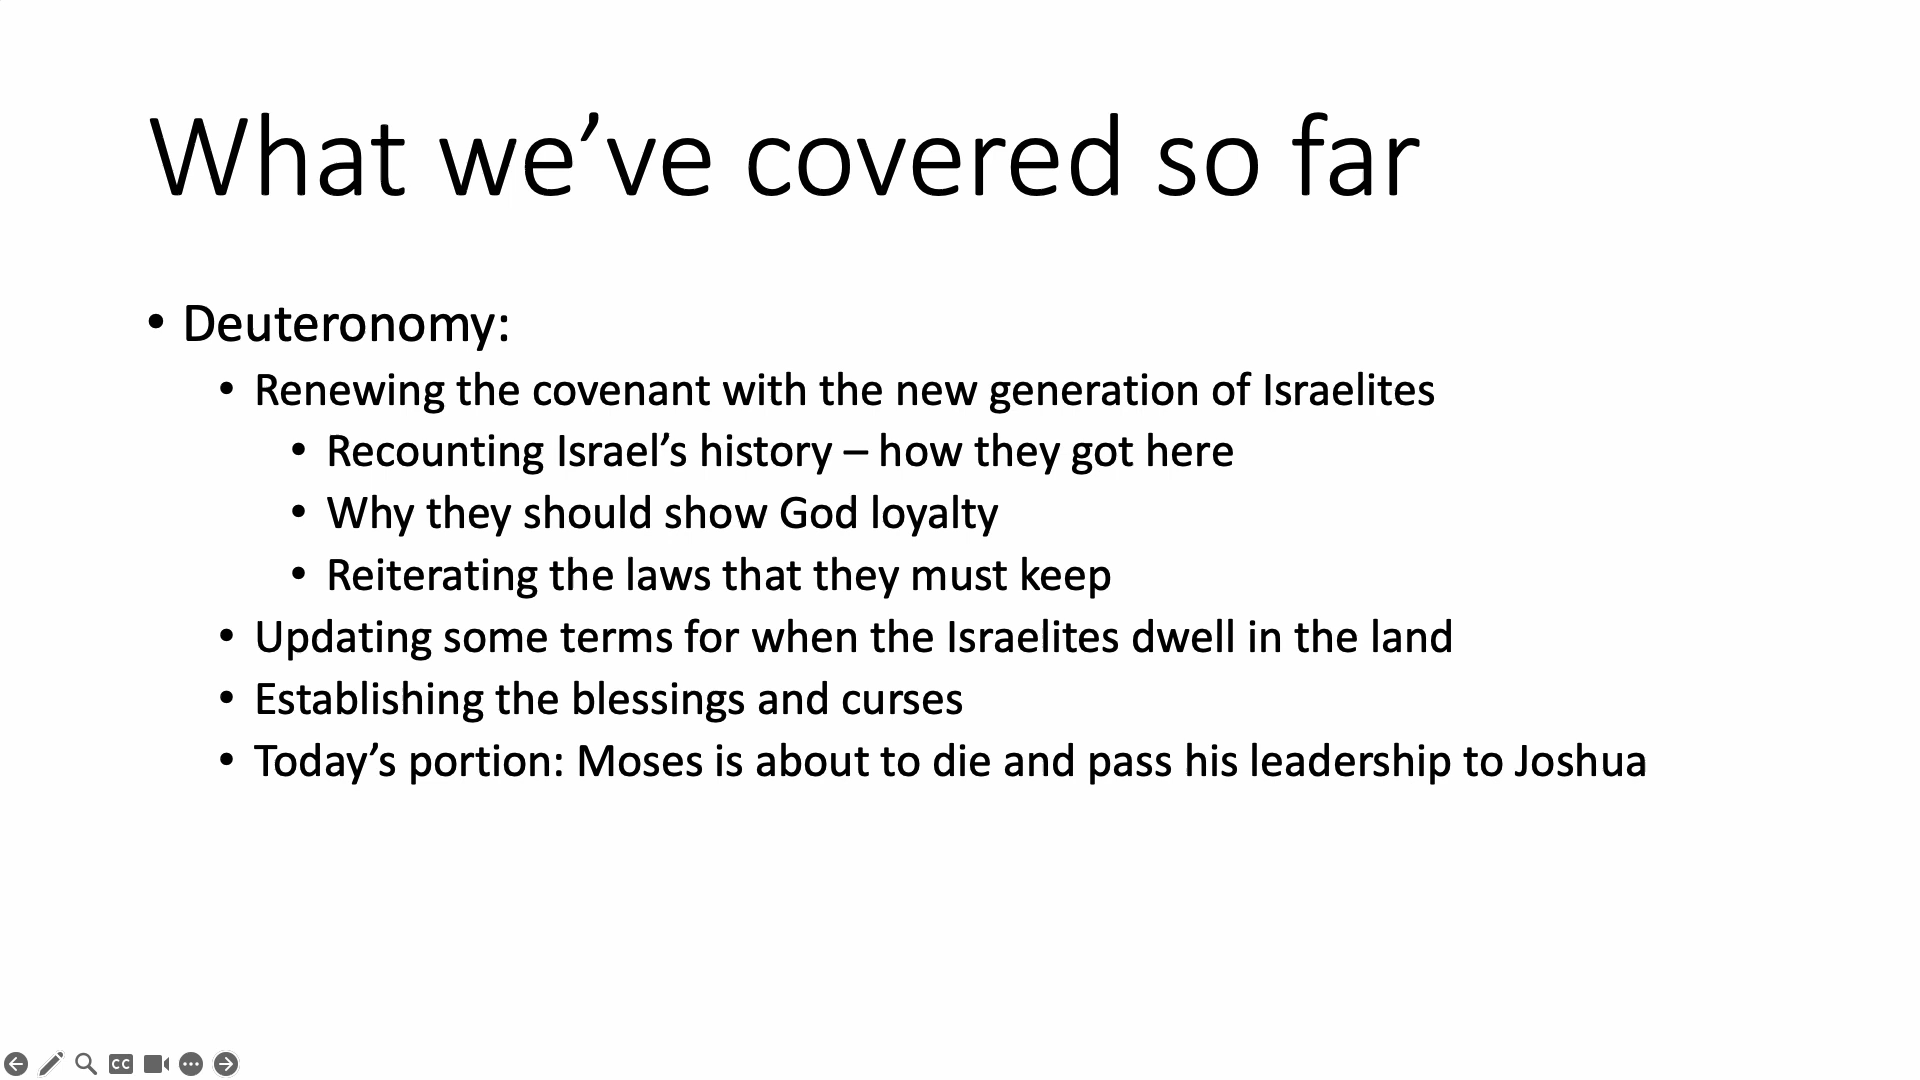 What we’ve covered so far
• Deuteronomy:
• Renewing the covenant with the new generation of Israelites
• Recounting Israel’s history – how they got here
• Why they should show God loyalty
• Reiterating the laws that they must keep
• Updating some terms for when the Israelites dwell in the land
• Establishing the blessings and curses
• Today’s portion: Moses is about to die and pass his leadership to Joshua
CC